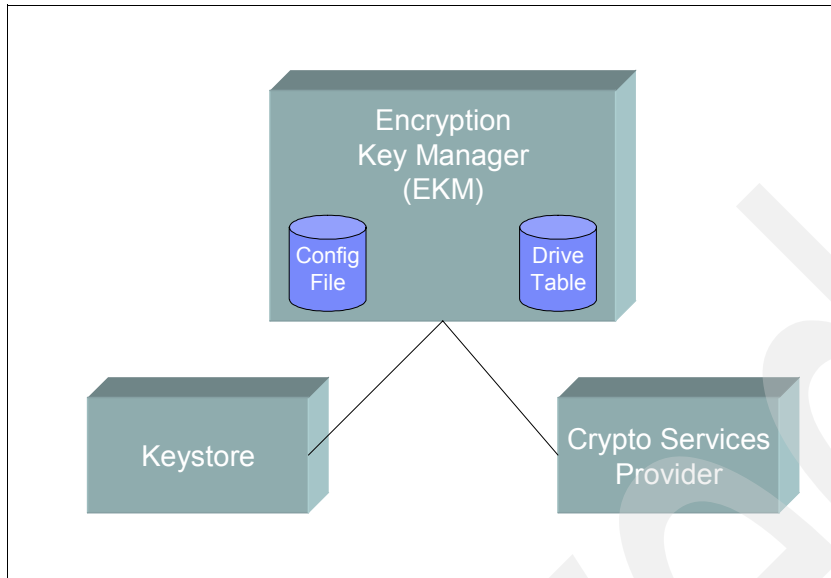 Encryption
Key Manager
(EKM)
Config
File
Drive
Table
Keystore
Crypto Services
Provider